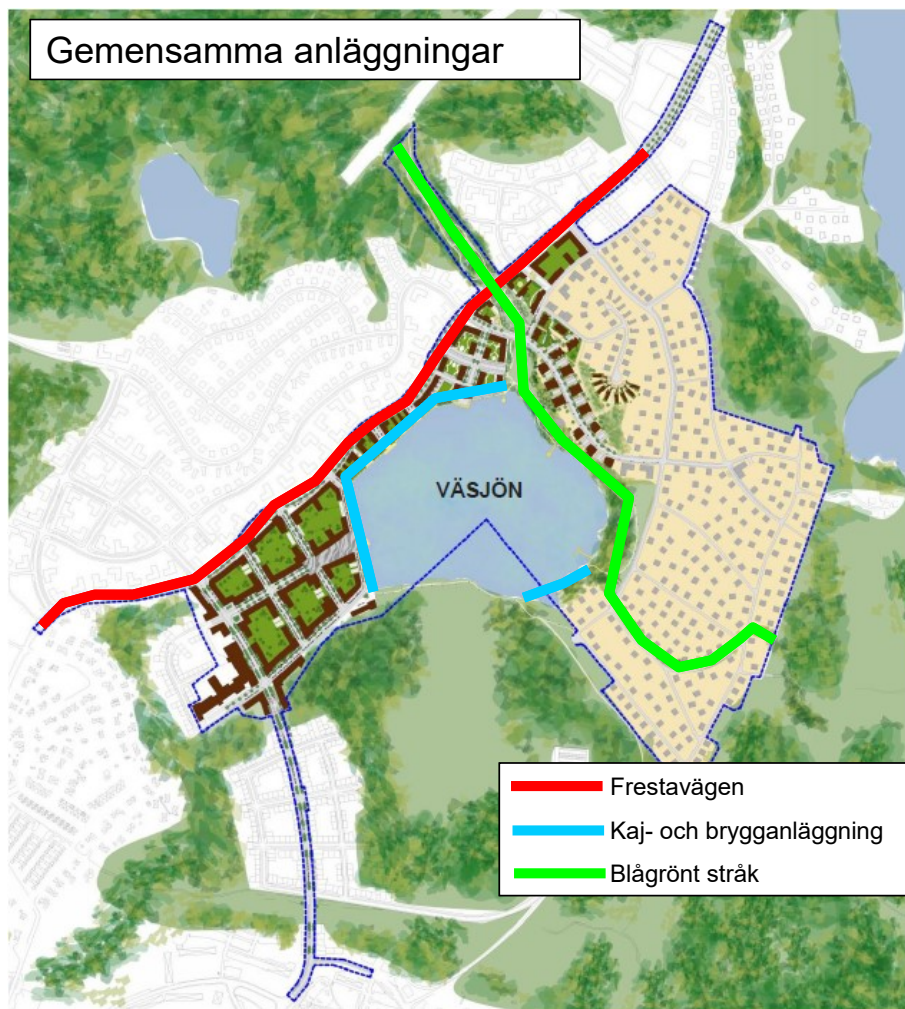 Gemensamma anläggningar
VÄSJÖN
Frestavägen
Kaj- och brygganläggning
Blågrönt stråk